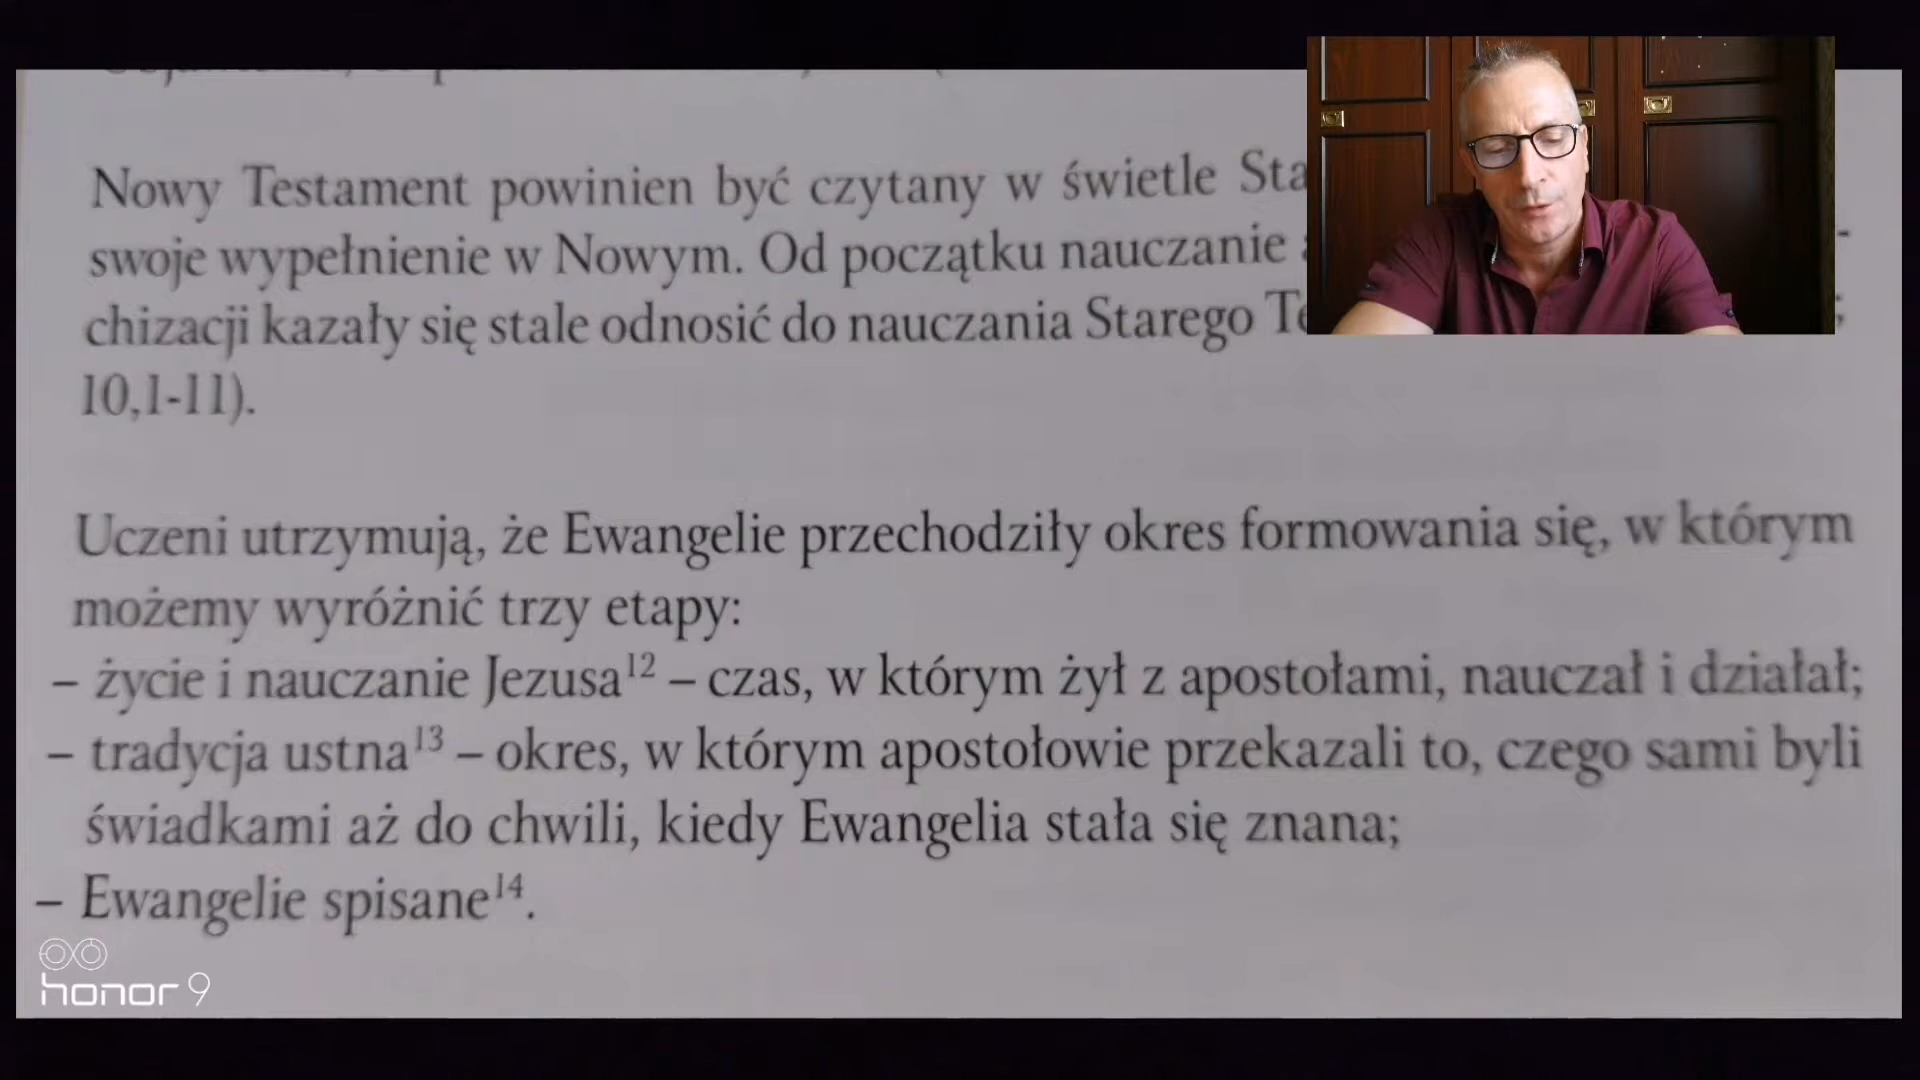 Nowy Testament powinien być czytany w świetle
swoje wypełnienie w Nowym. Od początku nauczanie
chizacji kazały się stale odnosić do nauczania Starego
10,1-11).
Uczeni utrzymują, że Ewangelie przechodziły okres formowania się, w którym
możemy wyróżnić trzy etapy:
– życie i nauczanie Jezusa12 – czas, w którym żył z apostołami, nauczał i działał;
– tradycja ustna13 – okres, w którym apostołowie przekazali to, czego sami byli
świadkami aż do chwili, kiedy Ewangelia stała się znana;
– Ewangelie spisane14.
honor 9